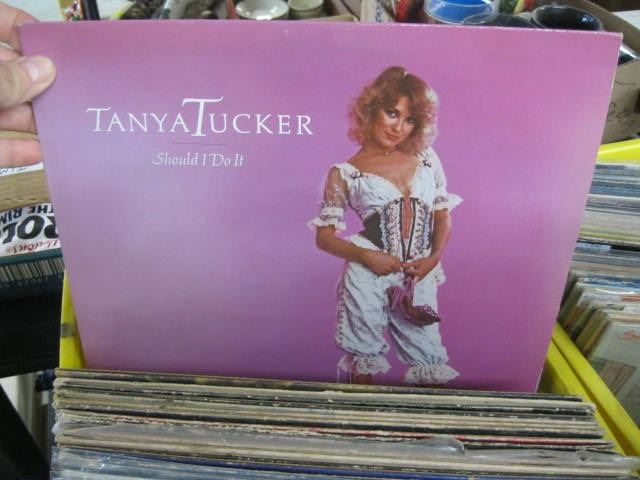 TANYA TUCKER
Should I Do It